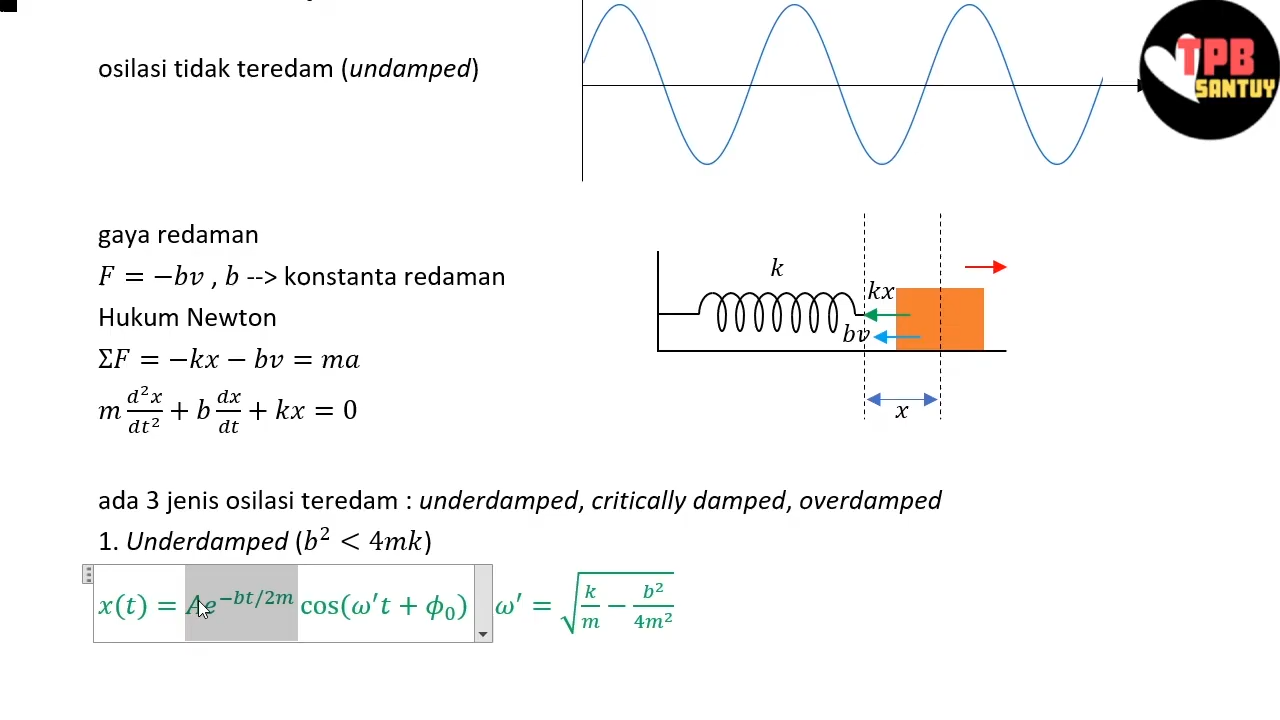 osilasi tidak teredam (undamped)
TPB
SANTUY
gaya redaman
F = −bv , b --> konstanta redaman
Hukum Newton
ΣF = −kx − bv = ma
m d²x/dt² + b dx/dt + kx = 0
k
kx
bv
x
ada 3 jenis osilasi teredam : underdamped, critically damped, overdamped
1. Underdamped (b² < 4mk)
x(t) = Ae^(−bt/2m) cos(ω′t + ϕ₀) ω′ = √(k/m − b²/4m²)